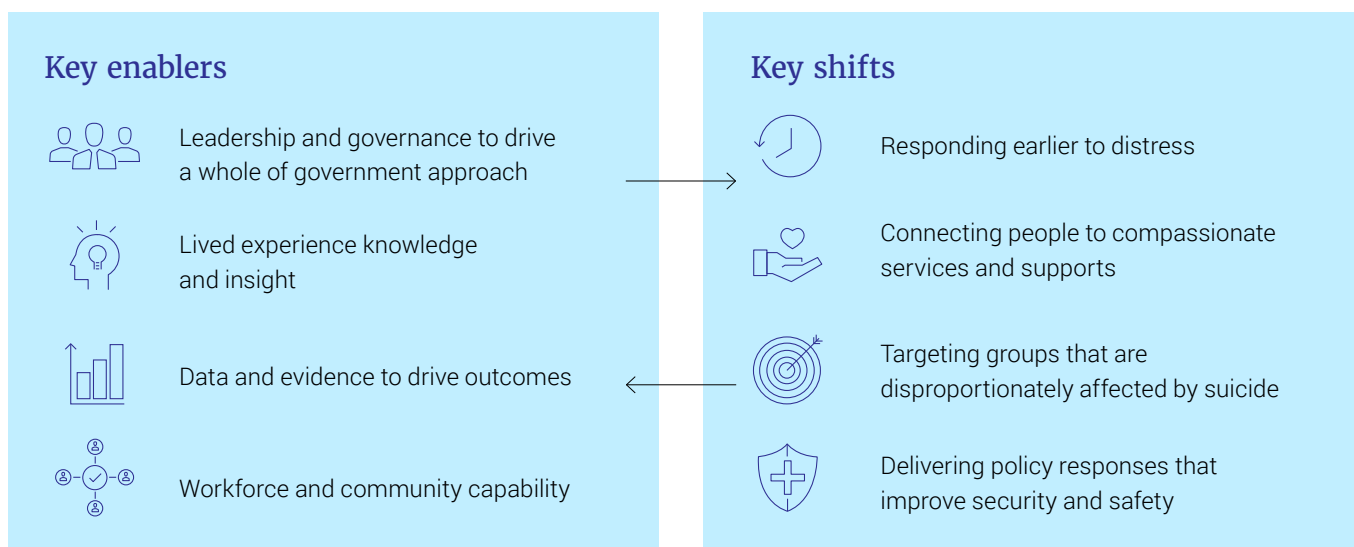 Key enablers
Leadership and governance to drive
a whole of government approach
Lived experience knowledge
and insight
Data and evidence to drive outcomes
Workforce and community capability
Key shifts
Responding earlier to distress
Connecting people to compassionate
services and supports
Targeting groups that are
disproportionately affected by suicide
Delivering policy responses that
improve security and safety